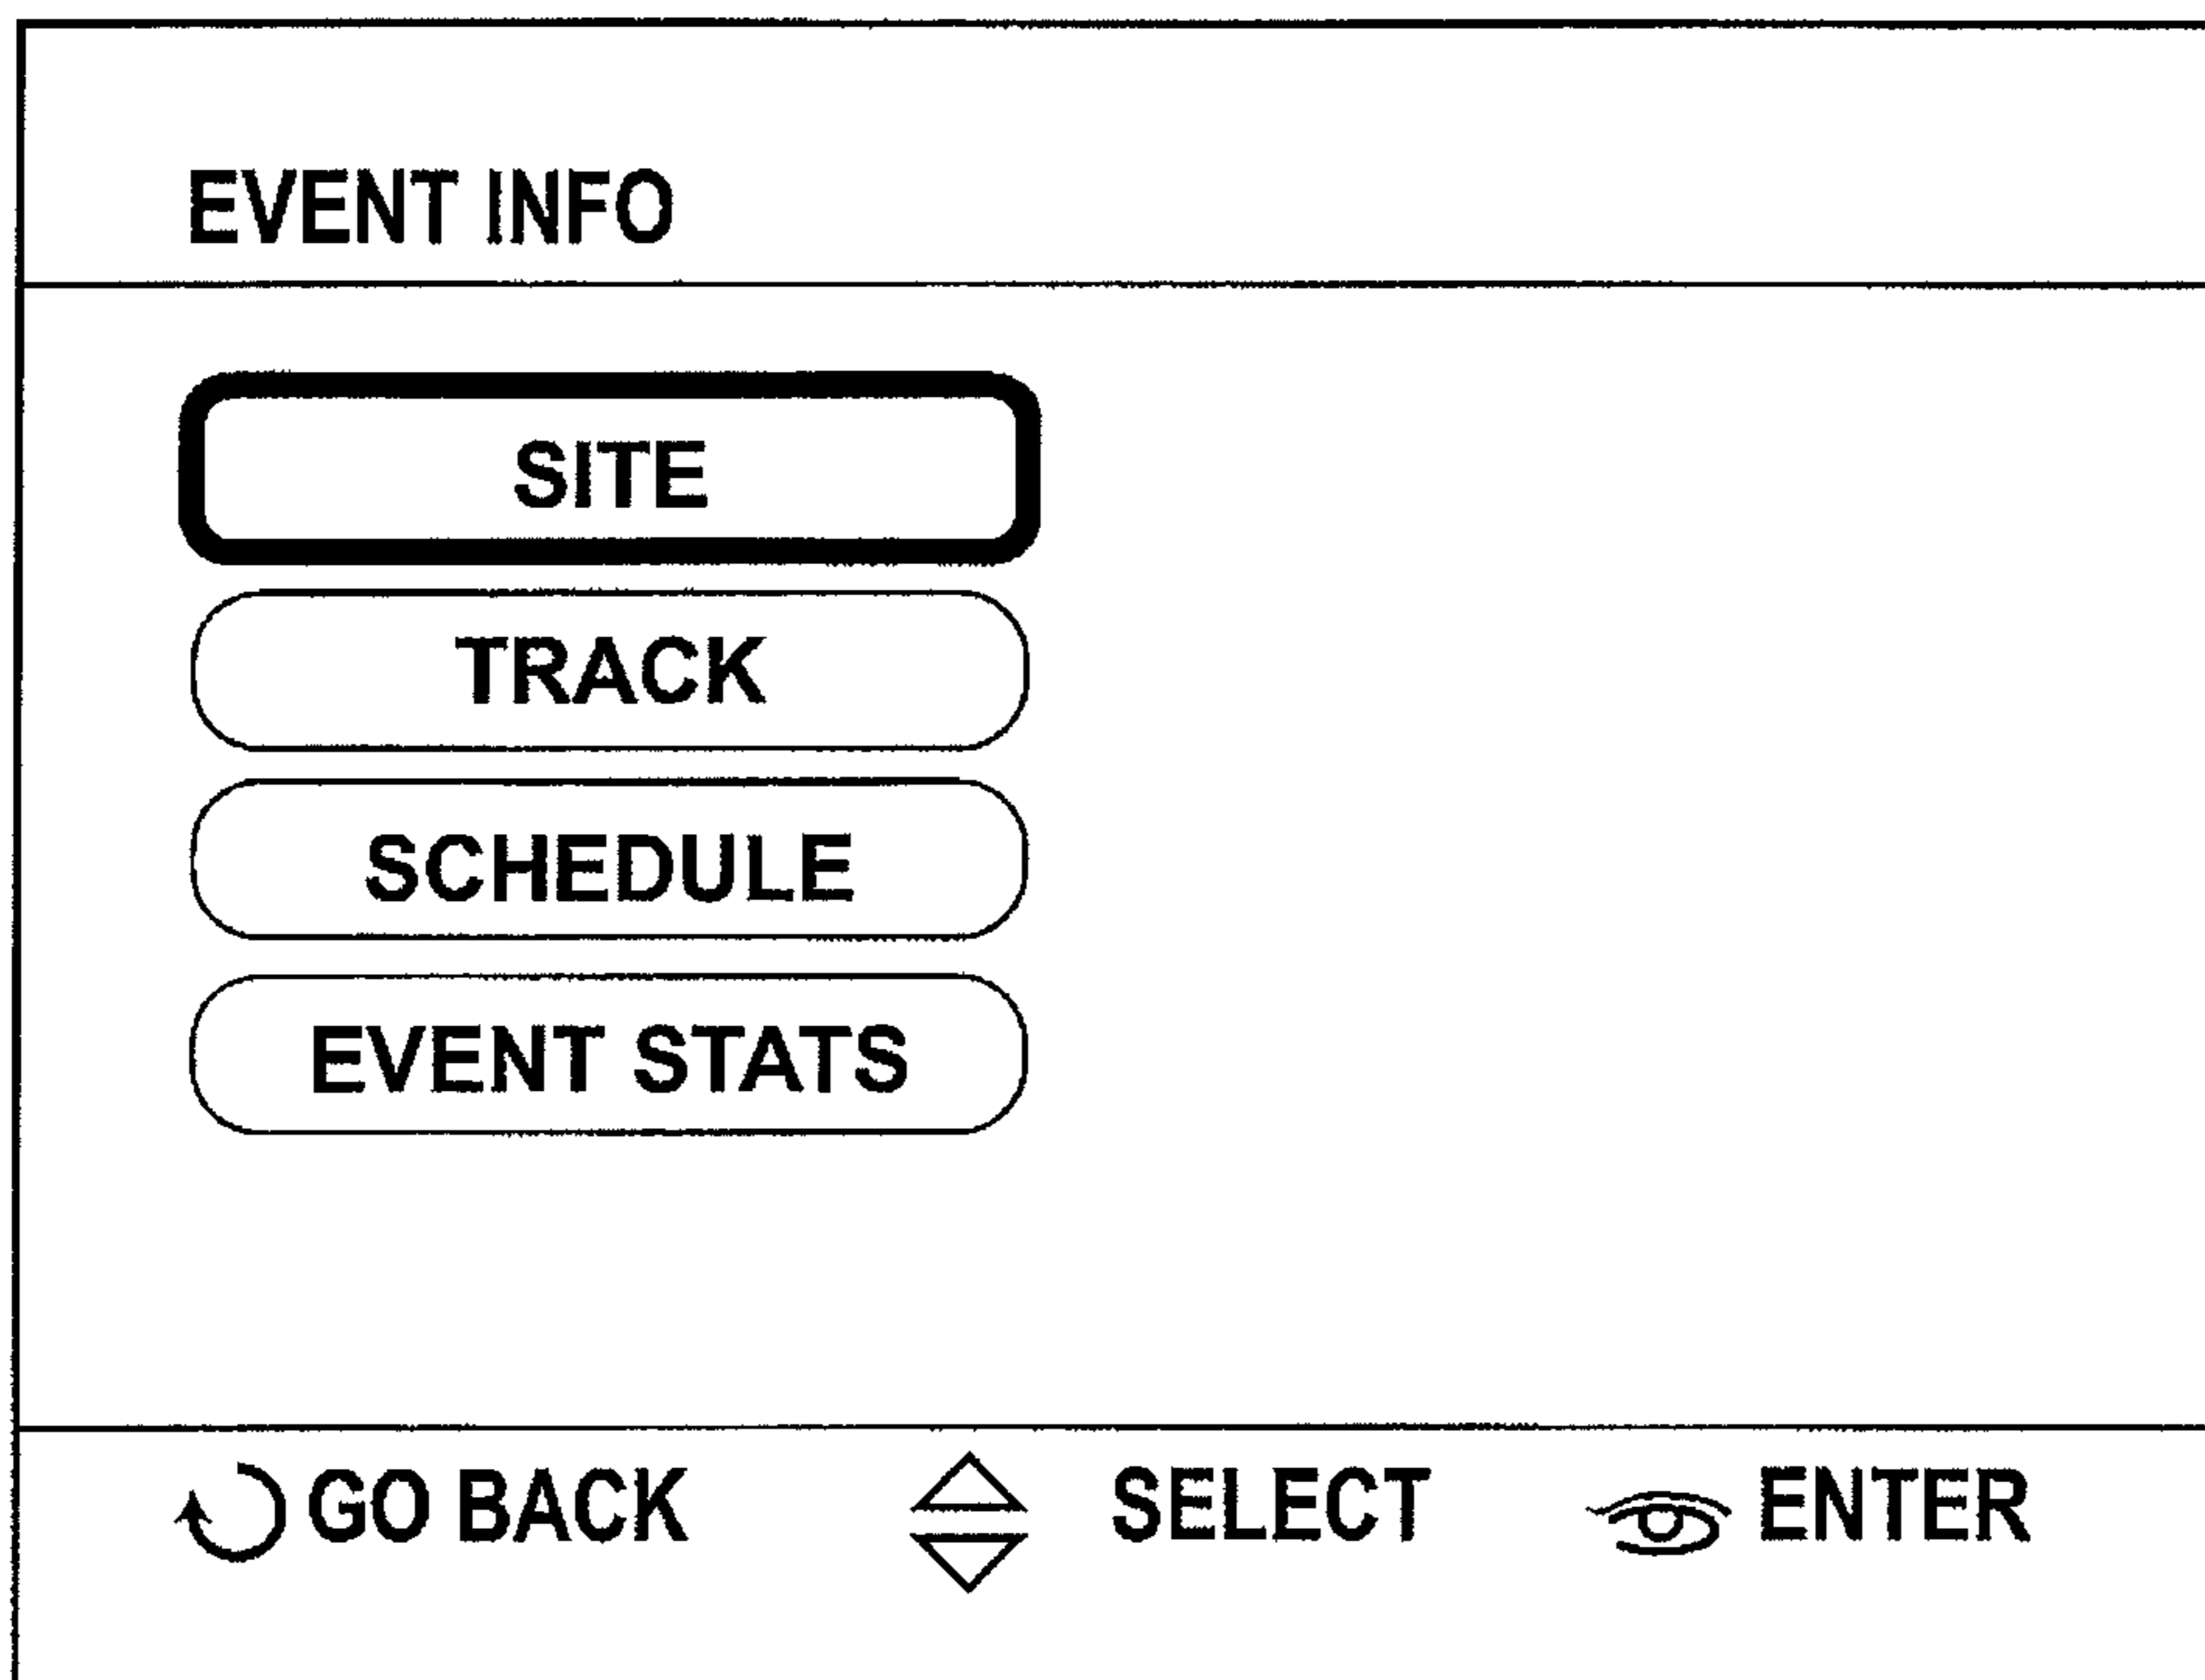 EVENT INFO
SITE
TRACK
SCHEDULE
EVENT STATS
GO BACK SELECT ENTER